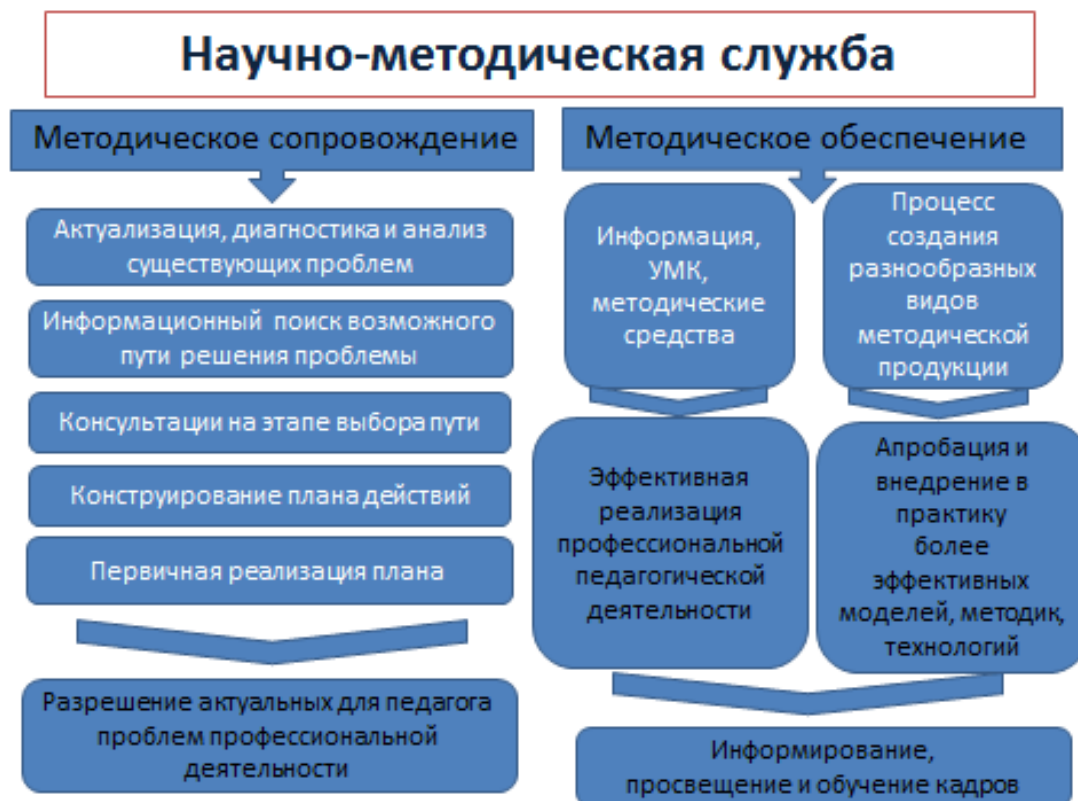 Научно-методическая служба
Методическое сопровождение
Актуализация, диагностика и анализ
существующих проблем
Информационный поиск возможного
пути решения проблемы
Консультации на этапе выбора пути
Конструирование плана действий
Первичная реализация плана
Разрешение актуальных для педагога
проблем профессиональной
деятельности
Методическое обеспечение
Информация,
УМК,
методические
средства
Процесс
создания
разнообразных
видов
методической
продукции
Эффективная
реализация
профессиональной
педагогической
деятельности
Апробация и
внедрение в
практику
более
эффективных
моделей, методик,
технологий
Информирование,
просвещение и обучение кадров